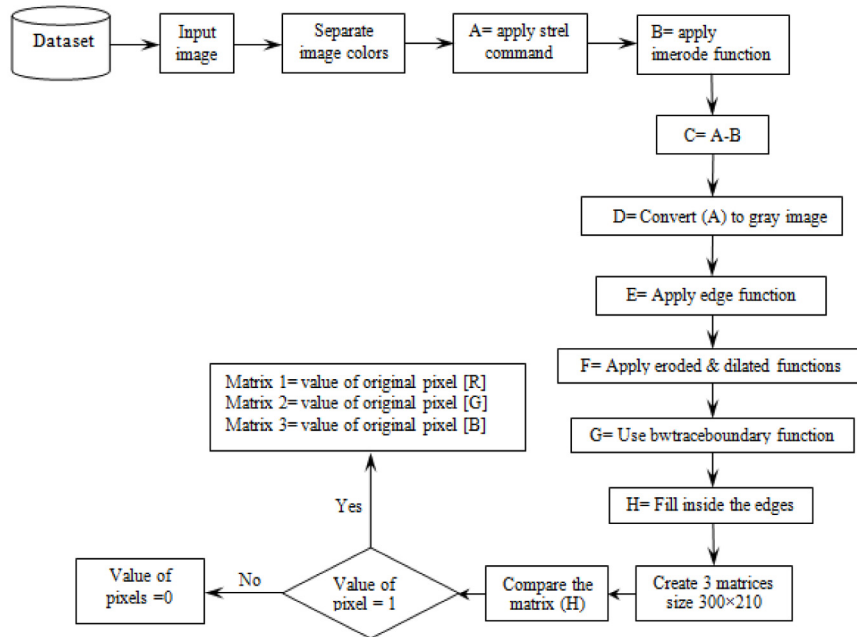 Dataset
Input
image
Separate
image colors
A= apply strel
command
B= apply
imerode function
C= A-B
D= Convert (A) to gray image
E= Apply edge function
F= Apply eroded & dilated functions
G= Use bwtraceboundary function
H= Fill inside the edges
Create 3 matrices
size 300×210
Compare the
matrix (H)
Value of
pixel = 1
Yes
Matrix 1= value of original pixel [R]
Matrix 2= value of original pixel [G]
Matrix 3= value of original pixel [B]
No
Value of
pixels =0